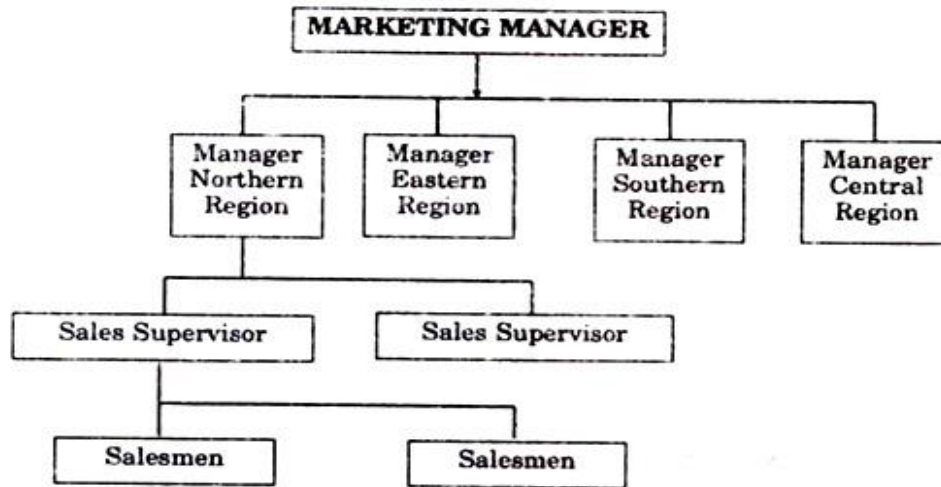 MARKETING MANAGER
Manager
Northern
Region
Manager
Eastern
Region
Manager
Southern
Region
Manager
Central
Region
Sales Supervisor
Sales Supervisor
Salesmen
Salesmen